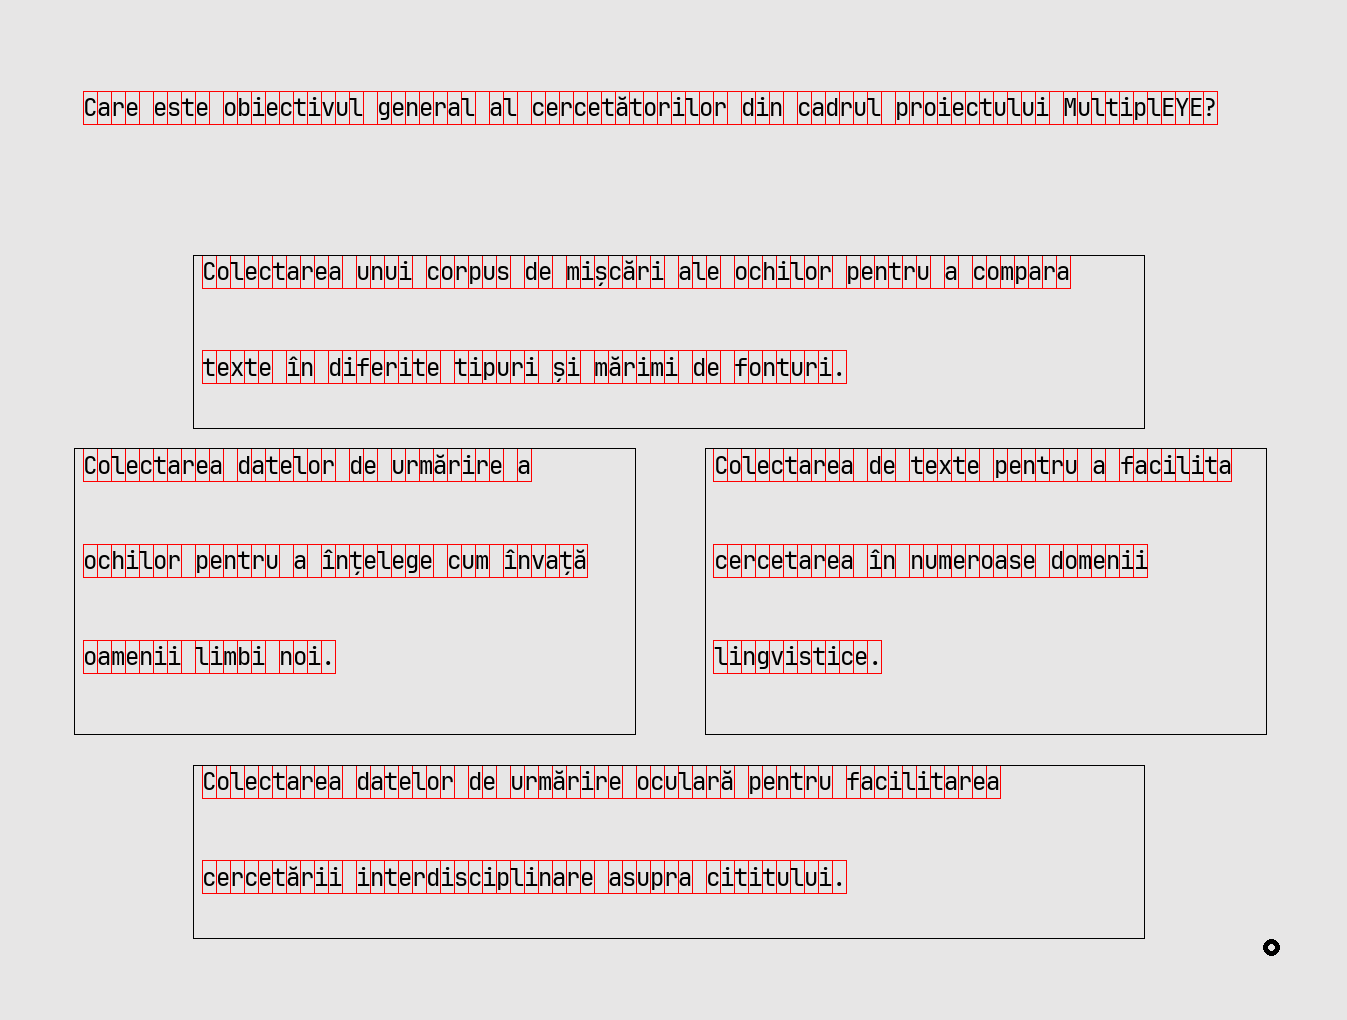 Care este obiectivul general al cercetătorilor din cadrul proiectului MultiplEYE?
Colectarea unui corpus de mișcări ale ochilor pentru a compara
texte în diferite tipuri și mărimi de fonturi.
Colectarea datelor de urmărire a
ochilor pentru a înțelege cum învață
oamenii limbi noi.
Colectarea de texte pentru a facilita
cercetarea în numeroase domenii
lingvistice.
Colectarea datelor de urmărire oculară pentru facilitarea
cercetării interdisciplinare asupra cititului.